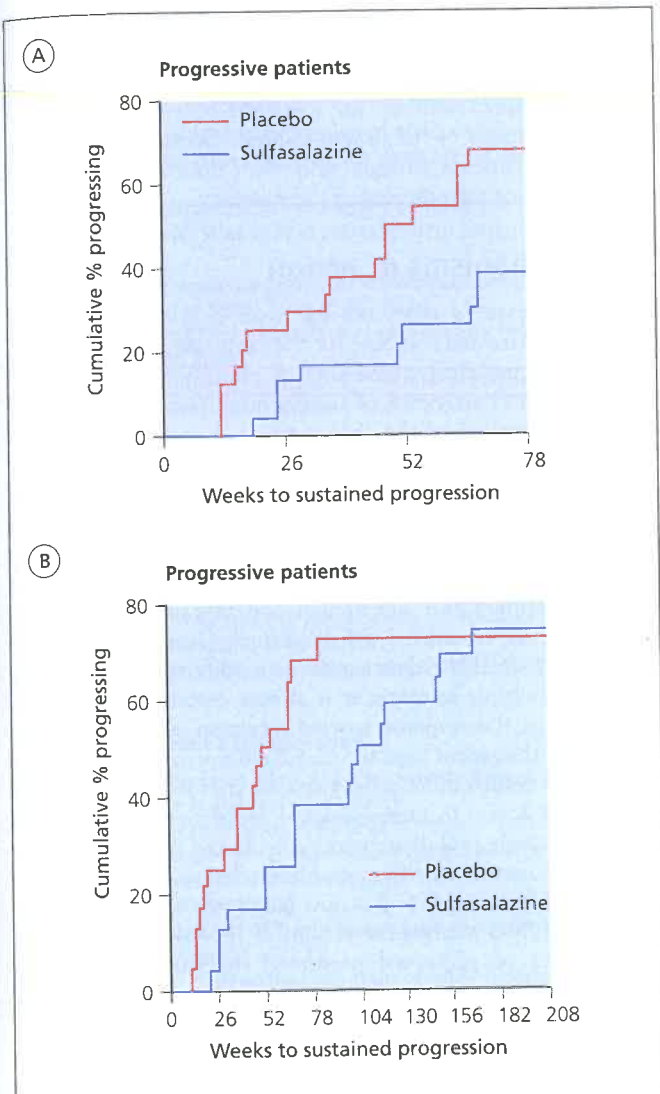 A
Progressive patients
80
60
40
20
0
Cumulative % progressing
Placebo
Sulfasalazine
0 26 52 78
Weeks to sustained progression
B
Progressive patients
80
60
40
20
0
Cumulative % progressing
Placebo
Sulfasalazine
0 26 52 78 104 130 156 182 208
Weeks to sustained progression